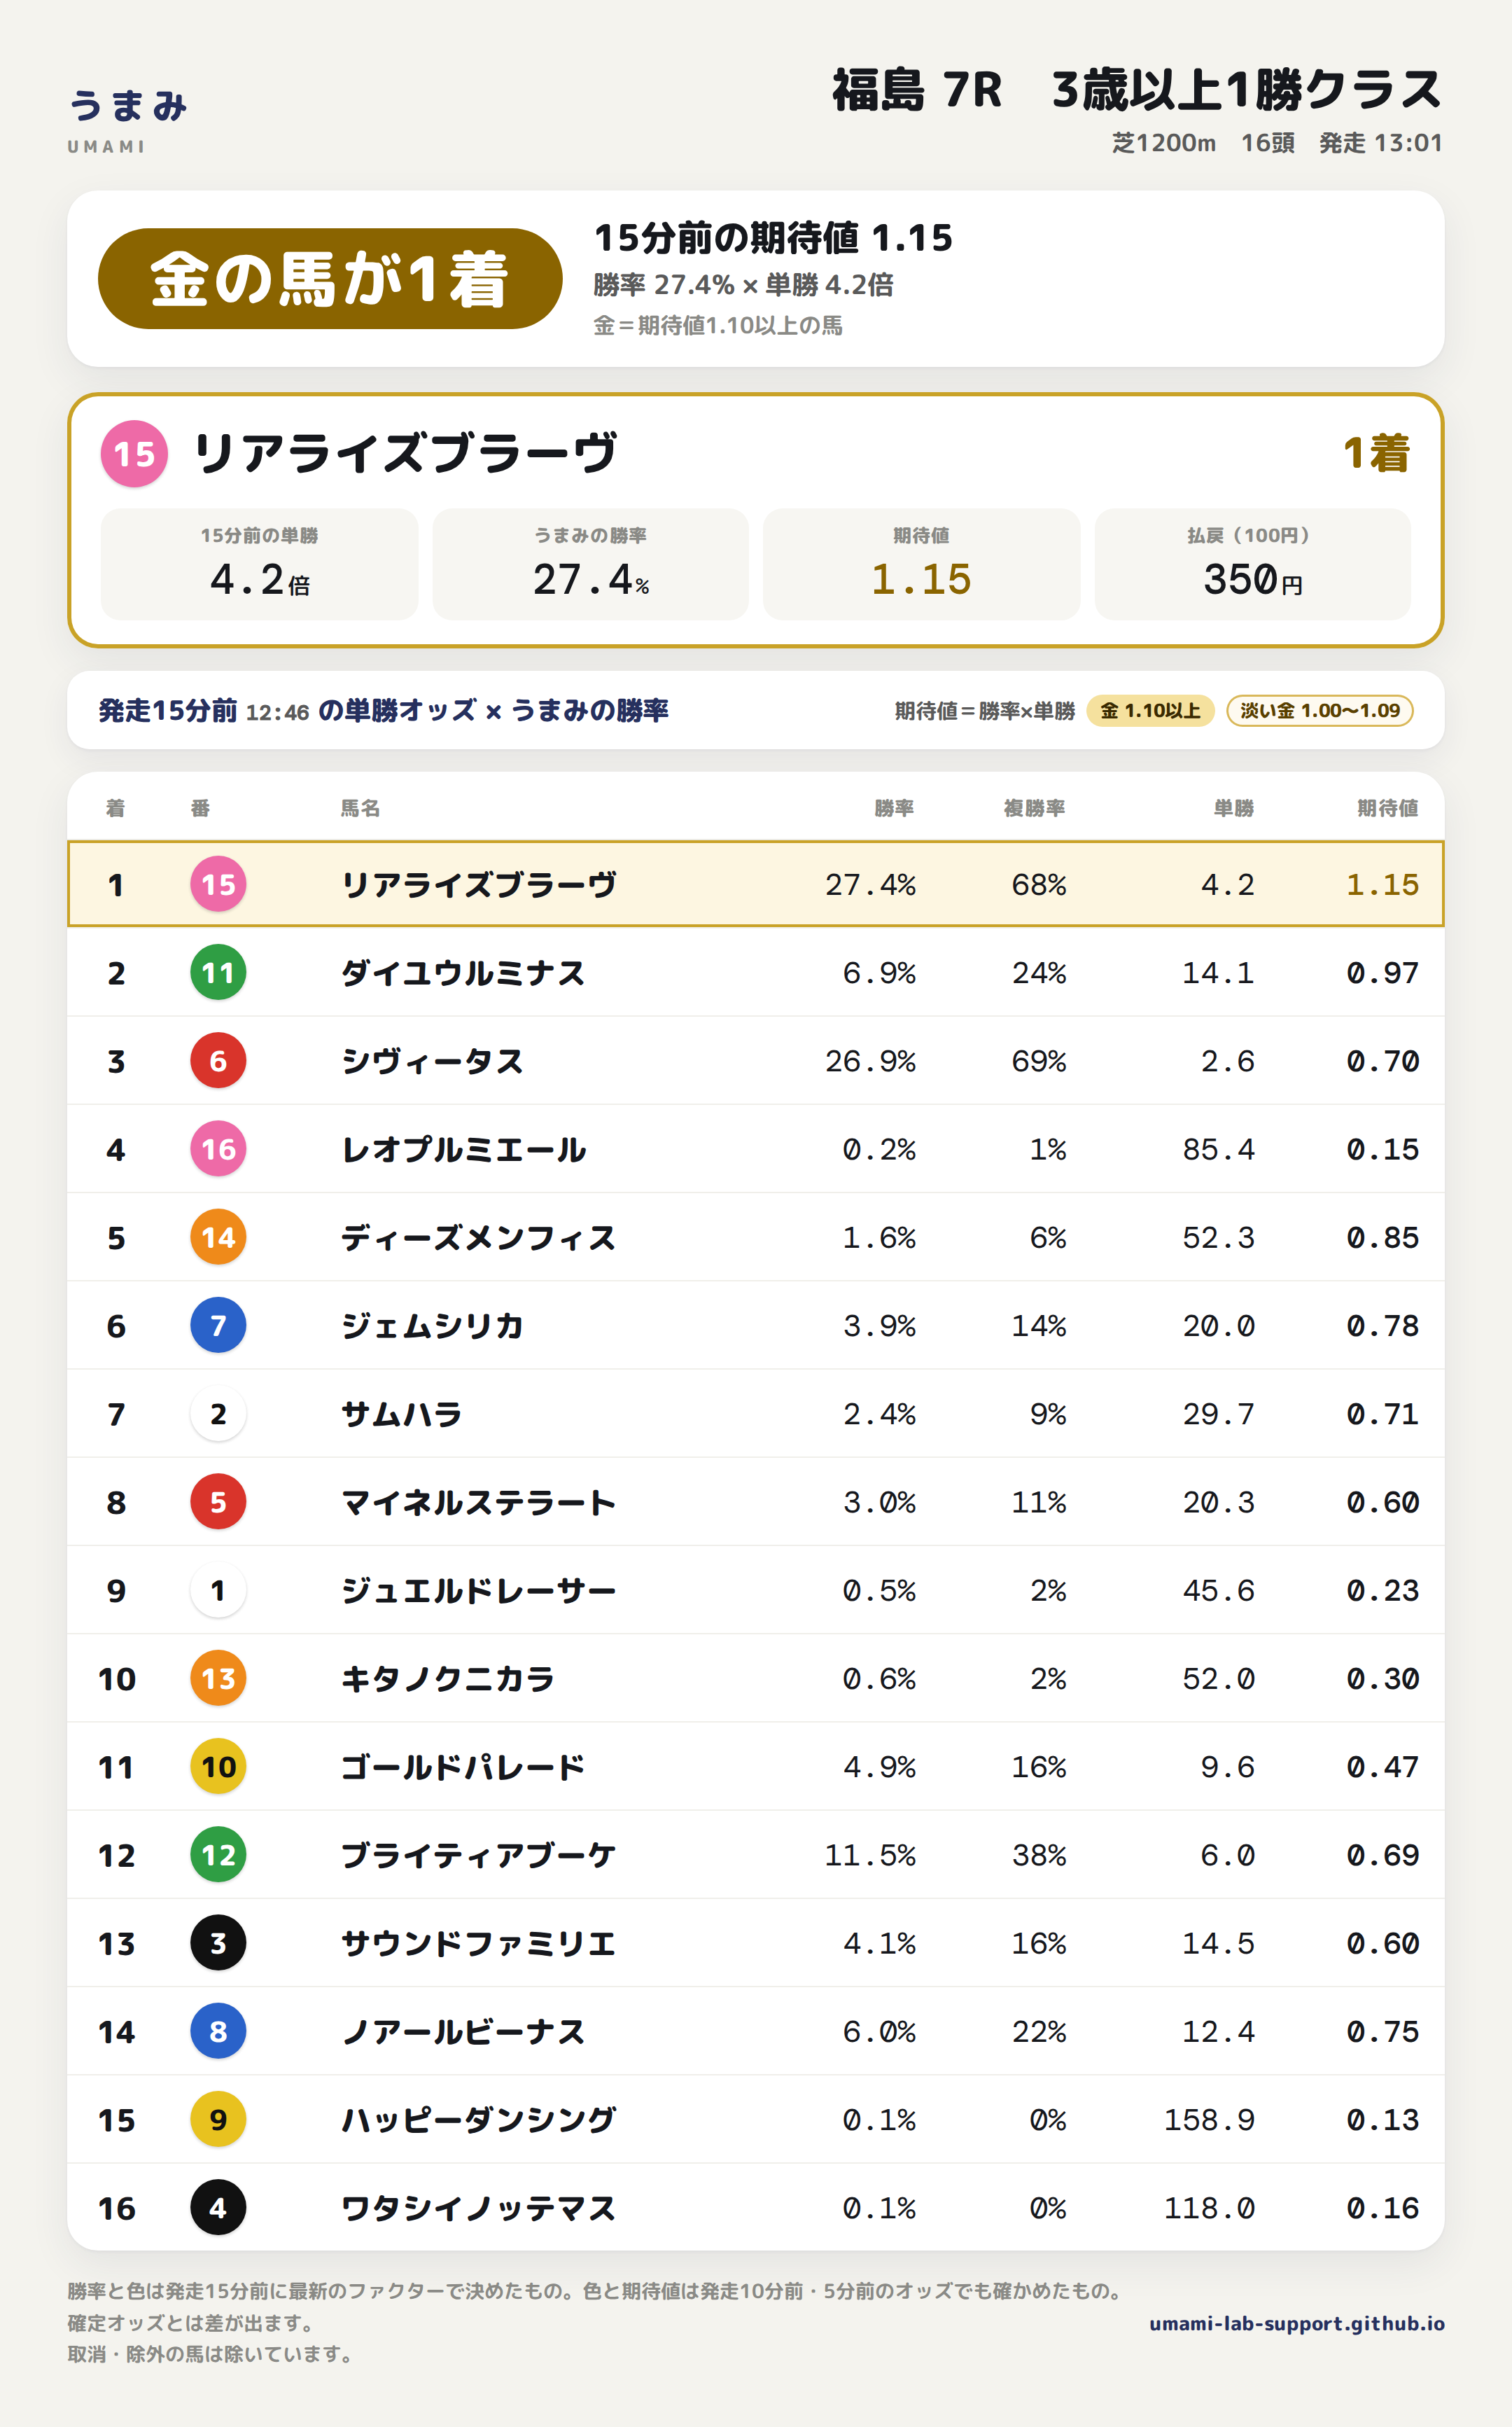 うまみ
UMAMI
福島 7R　3歳以上1勝クラス
芝1200m　16頭　発走 13:01
金の馬が1着
15分前の期待値 1.15
勝率 27.4% × 単勝 4.2倍
金＝期待値1.10以上の馬
15 リアライズブラーヴ 1着
15分前の単勝 うまみの勝率 期待値 払戻（100円）
4.2倍 27.4% 1.15 350円
発走15分前 12:46 の単勝オッズ × うまみの勝率 期待値＝勝率×単勝 金 1.10以上 淡い金 1.00〜1.09
着 番 馬名 勝率 複勝率 単勝 期待値
1 15 リアライズブラーヴ 27.4% 68% 4.2 1.15
2 11 ダイユウルミナス 6.9% 24% 14.1 0.97
3 6 シヴィータス 26.9% 69% 2.6 0.70
4 16 レオプルミエール 0.2% 1% 85.4 0.15
5 14 ディーズメンフィス 1.6% 6% 52.3 0.85
6 7 ジェムシリカ 3.9% 14% 20.0 0.78
7 2 サムハラ 2.4% 9% 29.7 0.71
8 5 マイネルステラート 3.0% 11% 20.3 0.60
9 1 ジュエルドレーサー 0.5% 2% 45.6 0.23
10 13 キタノクニカラ 0.6% 2% 52.0 0.30
11 10 ゴールドパレード 4.9% 16% 9.6 0.47
12 12 ブライティアブーケ 11.5% 38% 6.0 0.69
13 3 サウンドファミリエ 4.1% 16% 14.5 0.60
14 8 ノアールビーナス 6.0% 22% 12.4 0.75
15 9 ハッピーダンシング 0.1% 0% 158.9 0.13
16 4 ワタシイノッテマス 0.1% 0% 118.0 0.16
勝率と色は発走15分前に最新のファクターで決めたもの。色と期待値は発走10分前・5分前のオッズでも確かめたもの。
確定オッズとは差が出ます。
取消・除外の馬は除いています。
umami-lab-support.github.io